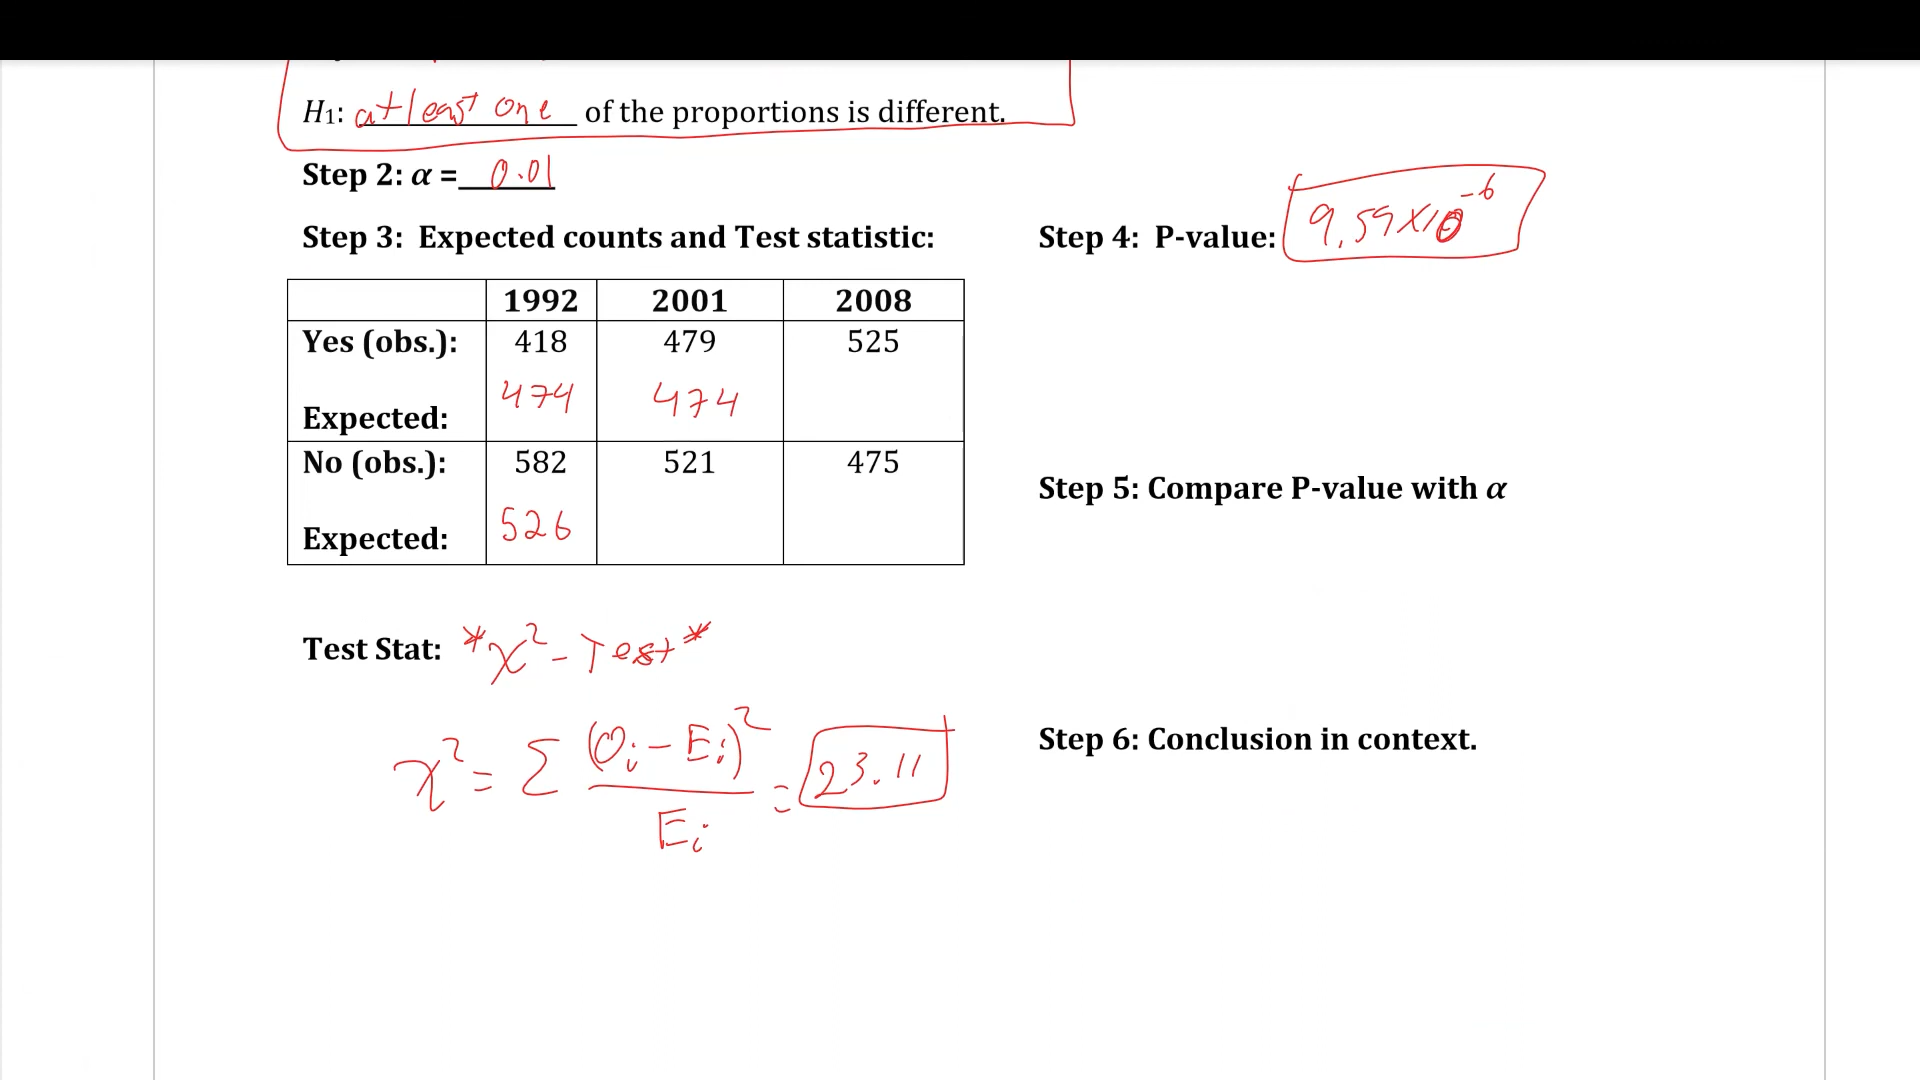 H₁: at least one of the proportions is different.
Step 2: α = 0.01
Step 3: Expected counts and Test statistic:
1992 2001 2008
Yes (obs.): 418 479 525
Expected: 474 474
No (obs.): 582 521 475
Expected: 526
Test Stat: *χ² - Test*
χ² = Σ (Oᵢ - Eᵢ)² / Eᵢ = 23.11
Step 4: P-value: 9.59×10⁻⁶
Step 5: Compare P-value with α
Step 6: Conclusion in context.